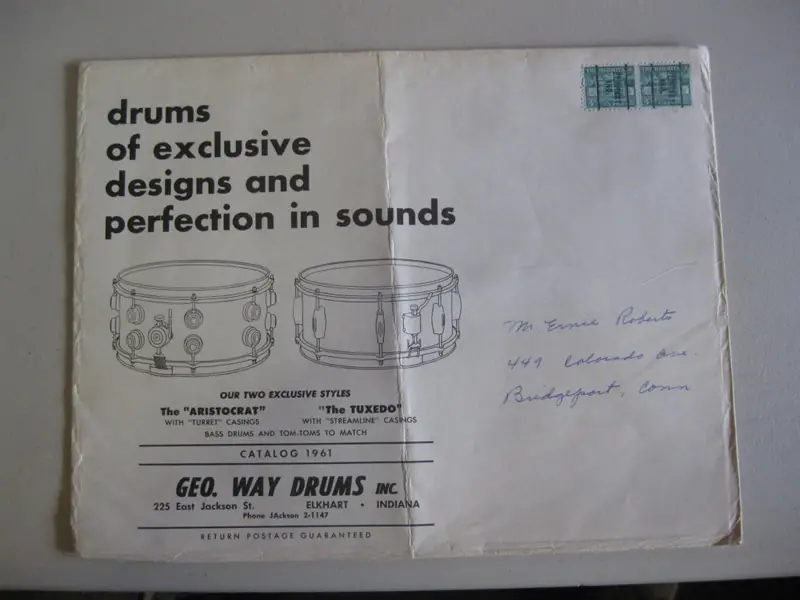 drums
of exclusive
designs and
perfection in sounds
OUR TWO EXCLUSIVE STYLES
The "ARISTOCRAT" "The TUXEDO"
WITH "TURRET" CASINGS WITH "STREAMLINE" CASINGS
BASS DRUMS AND TOM-TOMS TO MATCH
CATALOG 1961
GEO. WAY DRUMS INC.
225 East Jackson St. ELKHART • INDIANA
Phone JAckson 2-1147
RETURN POSTAGE GUARANTEED
Mr Ernie Roberts
449 Colorado Ave.
Bridgeport, Conn